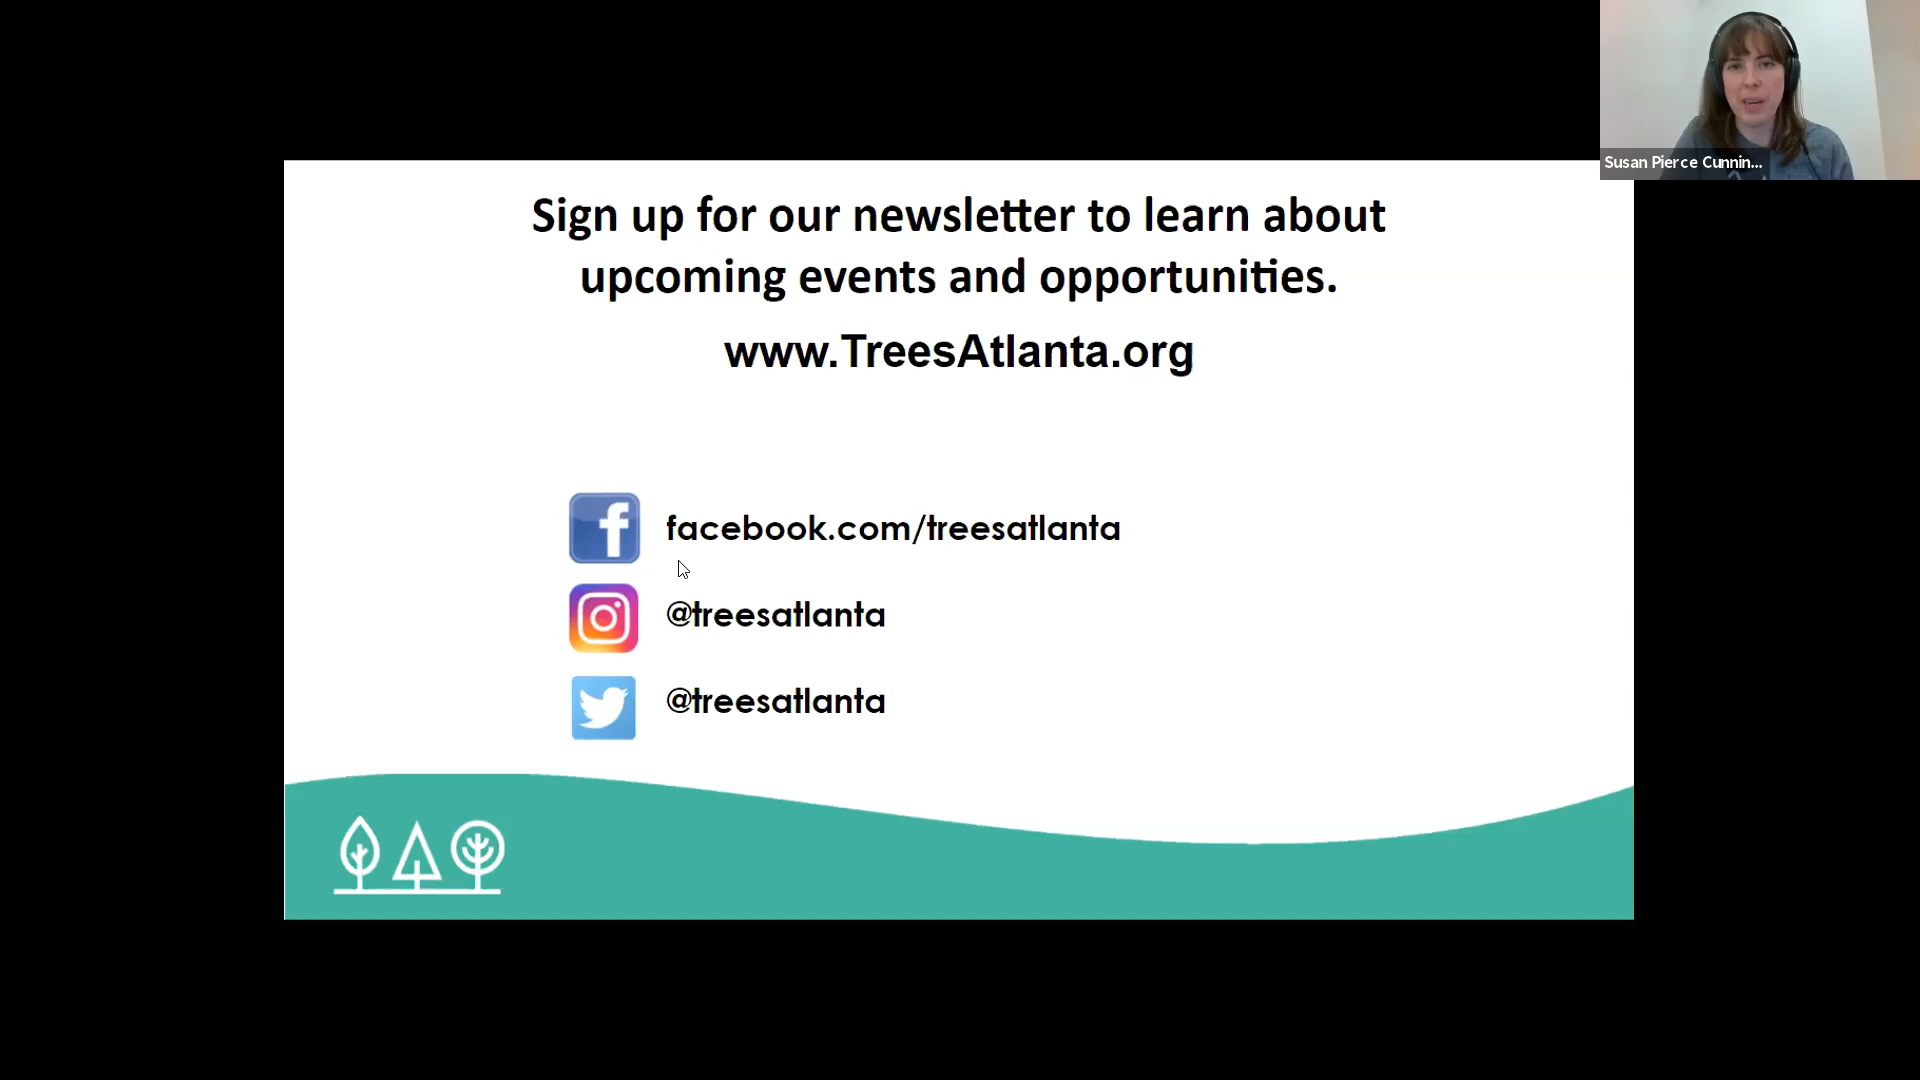 Susan Pierce Cunnin...
Sign up for our newsletter to learn about
upcoming events and opportunities.
www.TreesAtlanta.org
facebook.com/treesatlanta
@treesatlanta
@treesatlanta